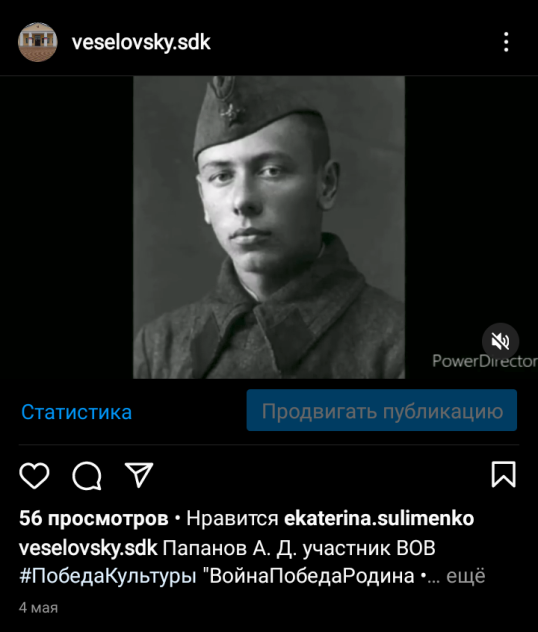 veselovsky.sdk
PowerDirector
Статистика
Продвигать публикацию
56 просмотров • Нравится ekaterina.sulimenko
veselovsky.sdk Папанов А. Д. участник ВОВ
#ПобедаКультуры "ВойнаПобедаРодина •... ещё
4 мая